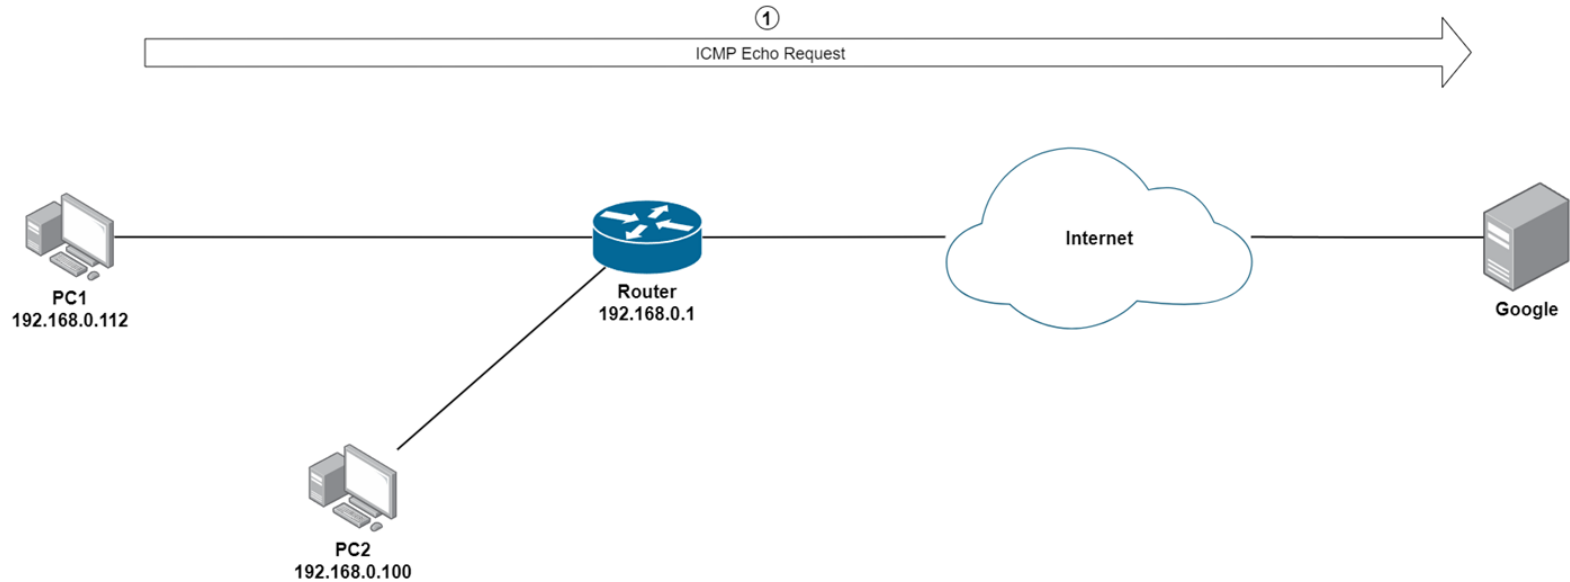 ①
ICMP Echo Request
Internet
PC1
192.168.0.112
Router
192.168.0.1
Google
PC2
192.168.0.100